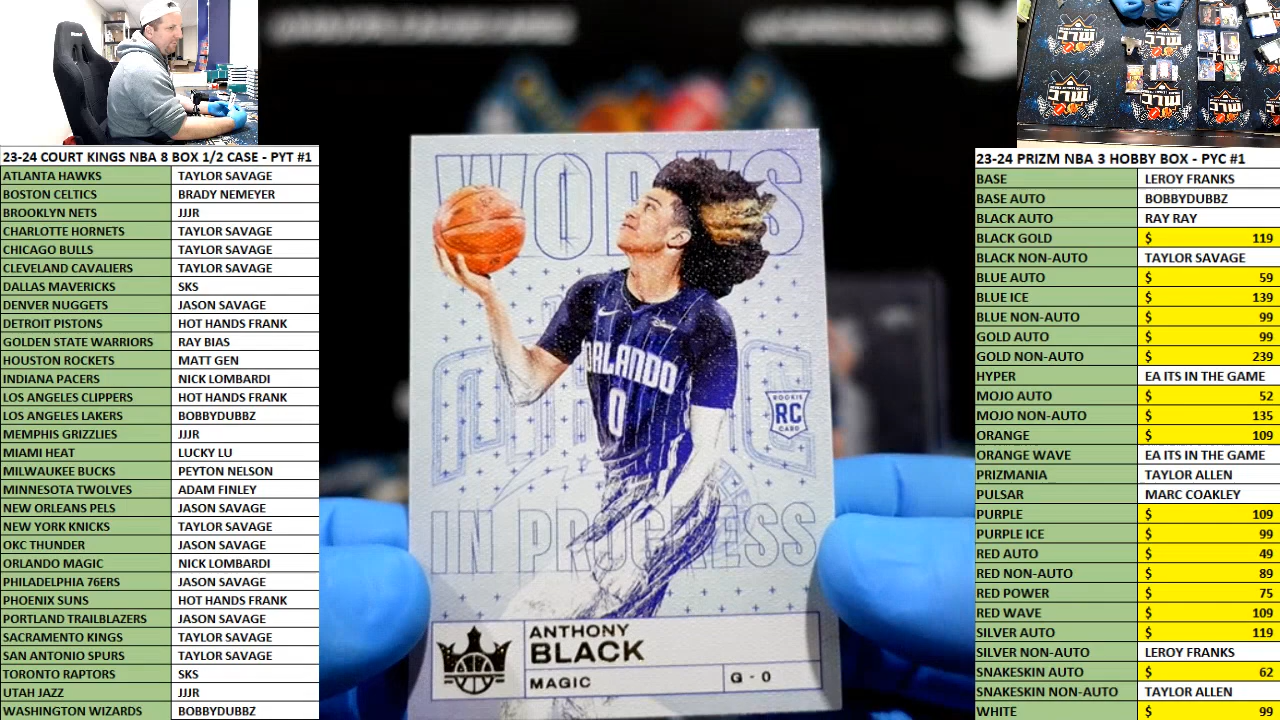 23-24 COURT KINGS NBA 8 BOX 1/2 CASE - PYT #1
ATLANTA HAWKS TAYLOR SAVAGE
BOSTON CELTICS BRADY NEMEYER
BROOKLYN NETS JJJR
CHARLOTTE HORNETS TAYLOR SAVAGE
CHICAGO BULLS TAYLOR SAVAGE
CLEVELAND CAVALIERS TAYLOR SAVAGE
DALLAS MAVERICKS SKS
DENVER NUGGETS JASON SAVAGE
DETROIT PISTONS HOT HANDS FRANK
GOLDEN STATE WARRIORS RAY BIAS
HOUSTON ROCKETS MATT GEN
INDIANA PACERS NICK LOMBARDI
LOS ANGELES CLIPPERS HOT HANDS FRANK
LOS ANGELES LAKERS BOBBYDUBBZ
MEMPHIS GRIZZLIES JJJR
MIAMI HEAT LUCKY LU
MILWAUKEE BUCKS PEYTON NELSON
MINNESOTA TWOLVES ADAM FINLEY
NEW ORLEANS PELS JASON SAVAGE
NEW YORK KNICKS TAYLOR SAVAGE
OKC THUNDER JASON SAVAGE
ORLANDO MAGIC NICK LOMBARDI
PHILADELPHIA 76ERS JASON SAVAGE
PHOENIX SUNS HOT HANDS FRANK
PORTLAND TRAILBLAZERS JASON SAVAGE
SACRAMENTO KINGS TAYLOR SAVAGE
SAN ANTONIO SPURS TAYLOR SAVAGE
TORONTO RAPTORS SKS
UTAH JAZZ JJJR
WASHINGTON WIZARDS BOBBYDUBBZ
WORKS
ORLANDO
0
ROOKIE
RC
CARD
IN PROGRESS
ANTHONY
BLACK
MAGIC
G - 0
23-24 PRIZM NBA 3 HOBBY BOX - PYC #1
BASE LEROY FRANKS
BASE AUTO BOBBYDUBBZ
BLACK AUTO RAY RAY
BLACK GOLD $ 119
BLACK NON-AUTO TAYLOR SAVAGE
BLUE AUTO $ 59
BLUE ICE $ 139
BLUE NON-AUTO $ 99
GOLD AUTO $ 99
GOLD NON-AUTO $ 239
HYPER EA ITS IN THE GAME
MOJO AUTO $ 52
MOJO NON-AUTO $ 135
ORANGE $ 109
ORANGE WAVE EA ITS IN THE GAME
PRIZMANIA TAYLOR ALLEN
PULSAR MARC COAKLEY
PURPLE $ 109
PURPLE ICE $ 99
RED AUTO $ 49
RED NON-AUTO $ 89
RED POWER $ 75
RED WAVE $ 109
SILVER AUTO $ 119
SILVER NON-AUTO LEROY FRANKS
SNAKESKIN AUTO $ 62
SNAKESKIN NON-AUTO TAYLOR ALLEN
WHITE $ 99